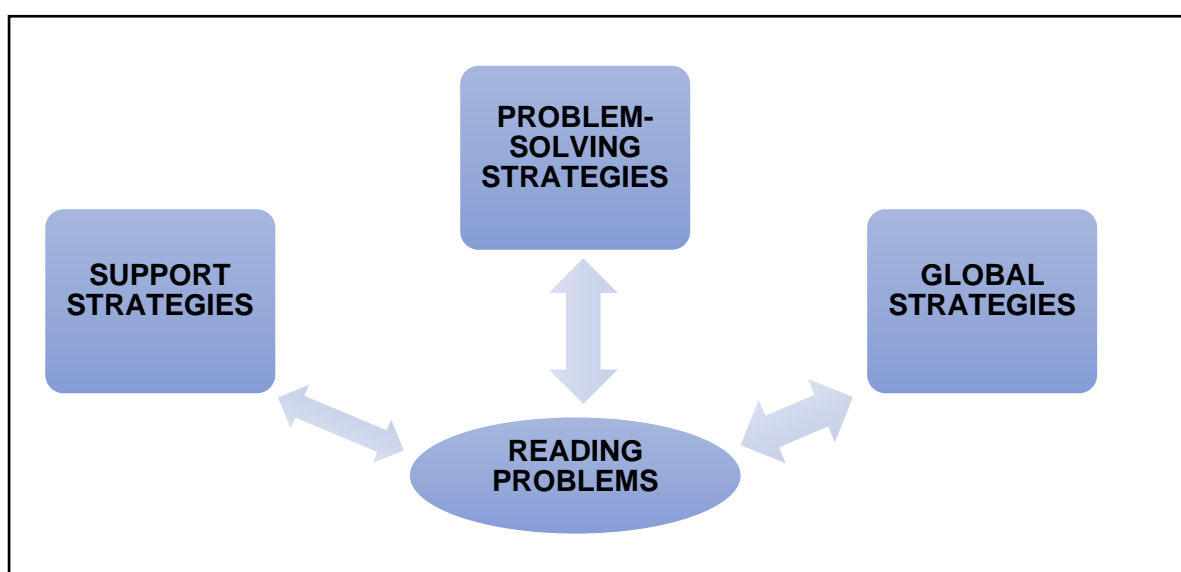 PROBLEM-
SOLVING
STRATEGIES
SUPPORT
STRATEGIES
GLOBAL
STRATEGIES
READING
PROBLEMS